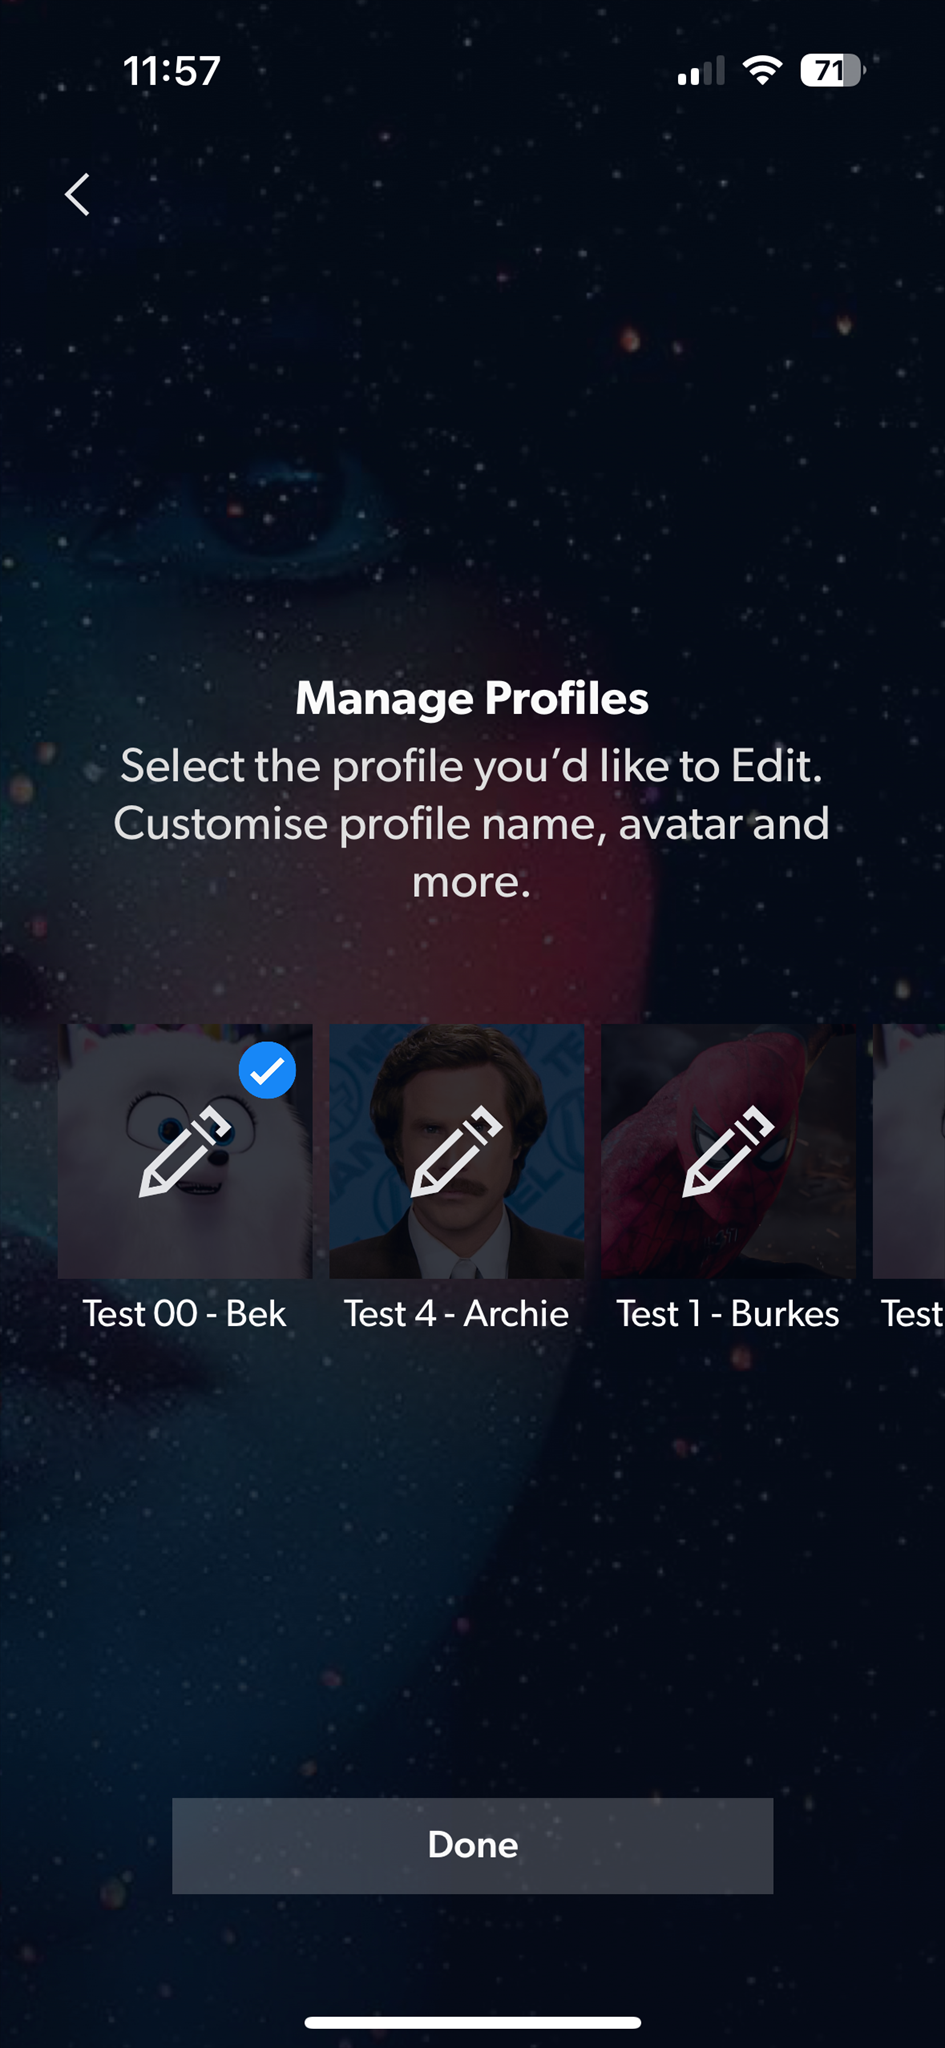 11:57
71
Manage Profiles
Select the profile you’d like to Edit.
Customise profile name, avatar and
more.
Test 00 - Bek
Test 4 - Archie
Test 1 - Burkes
Test
Done